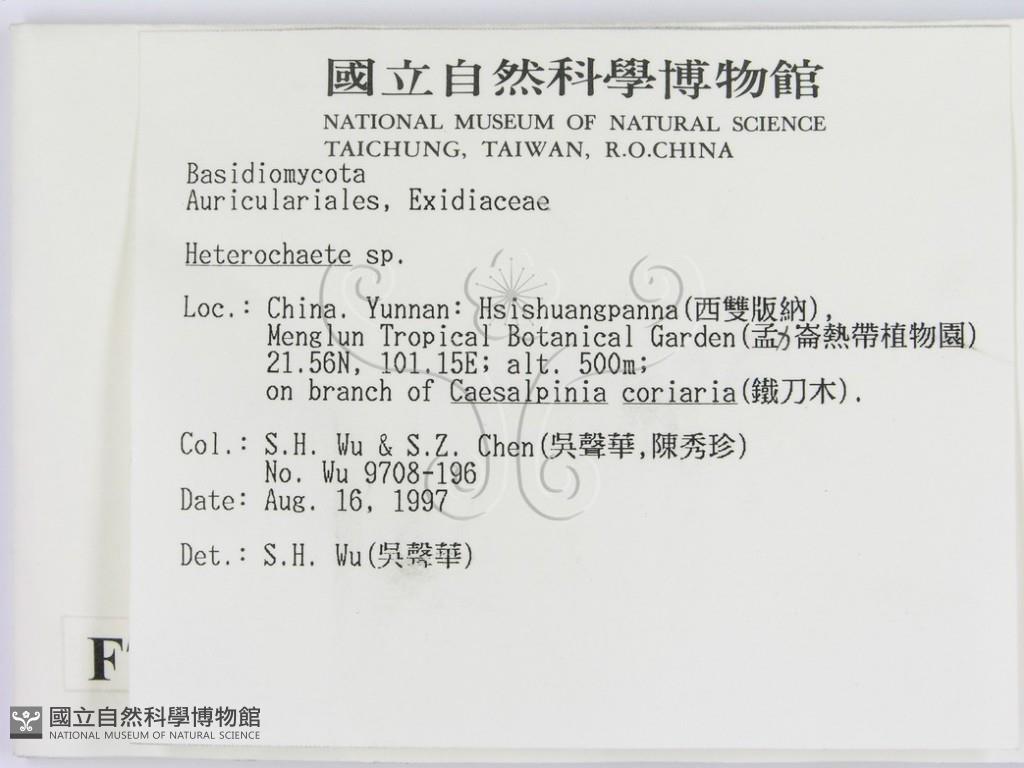 國立自然科學博物館
NATIONAL MUSEUM OF NATURAL SCIENCE
TAICHUNG, TAIWAN, R.O.CHINA
Basidiomycota
Auriculariales, Exidiaceae
Heterochaete sp.
Loc.: China. Yunnan: Hsishuangpanna(西雙版納),
Menglun Tropical Botanical Garden(孟力崙熱帶植物園)
21.56N, 101.15E; alt. 500m;
on branch of Caesalpinia coriaria(鐵刀木).
Col.: S.H. Wu & S.Z. Chen(吳聲華,陳秀珍)
No. Wu 9708-196
Date: Aug. 16, 1997
Det.: S.H. Wu(吳聲華)
F
國立自然科學博物館
NATIONAL MUSEUM OF NATURAL SCIENCE